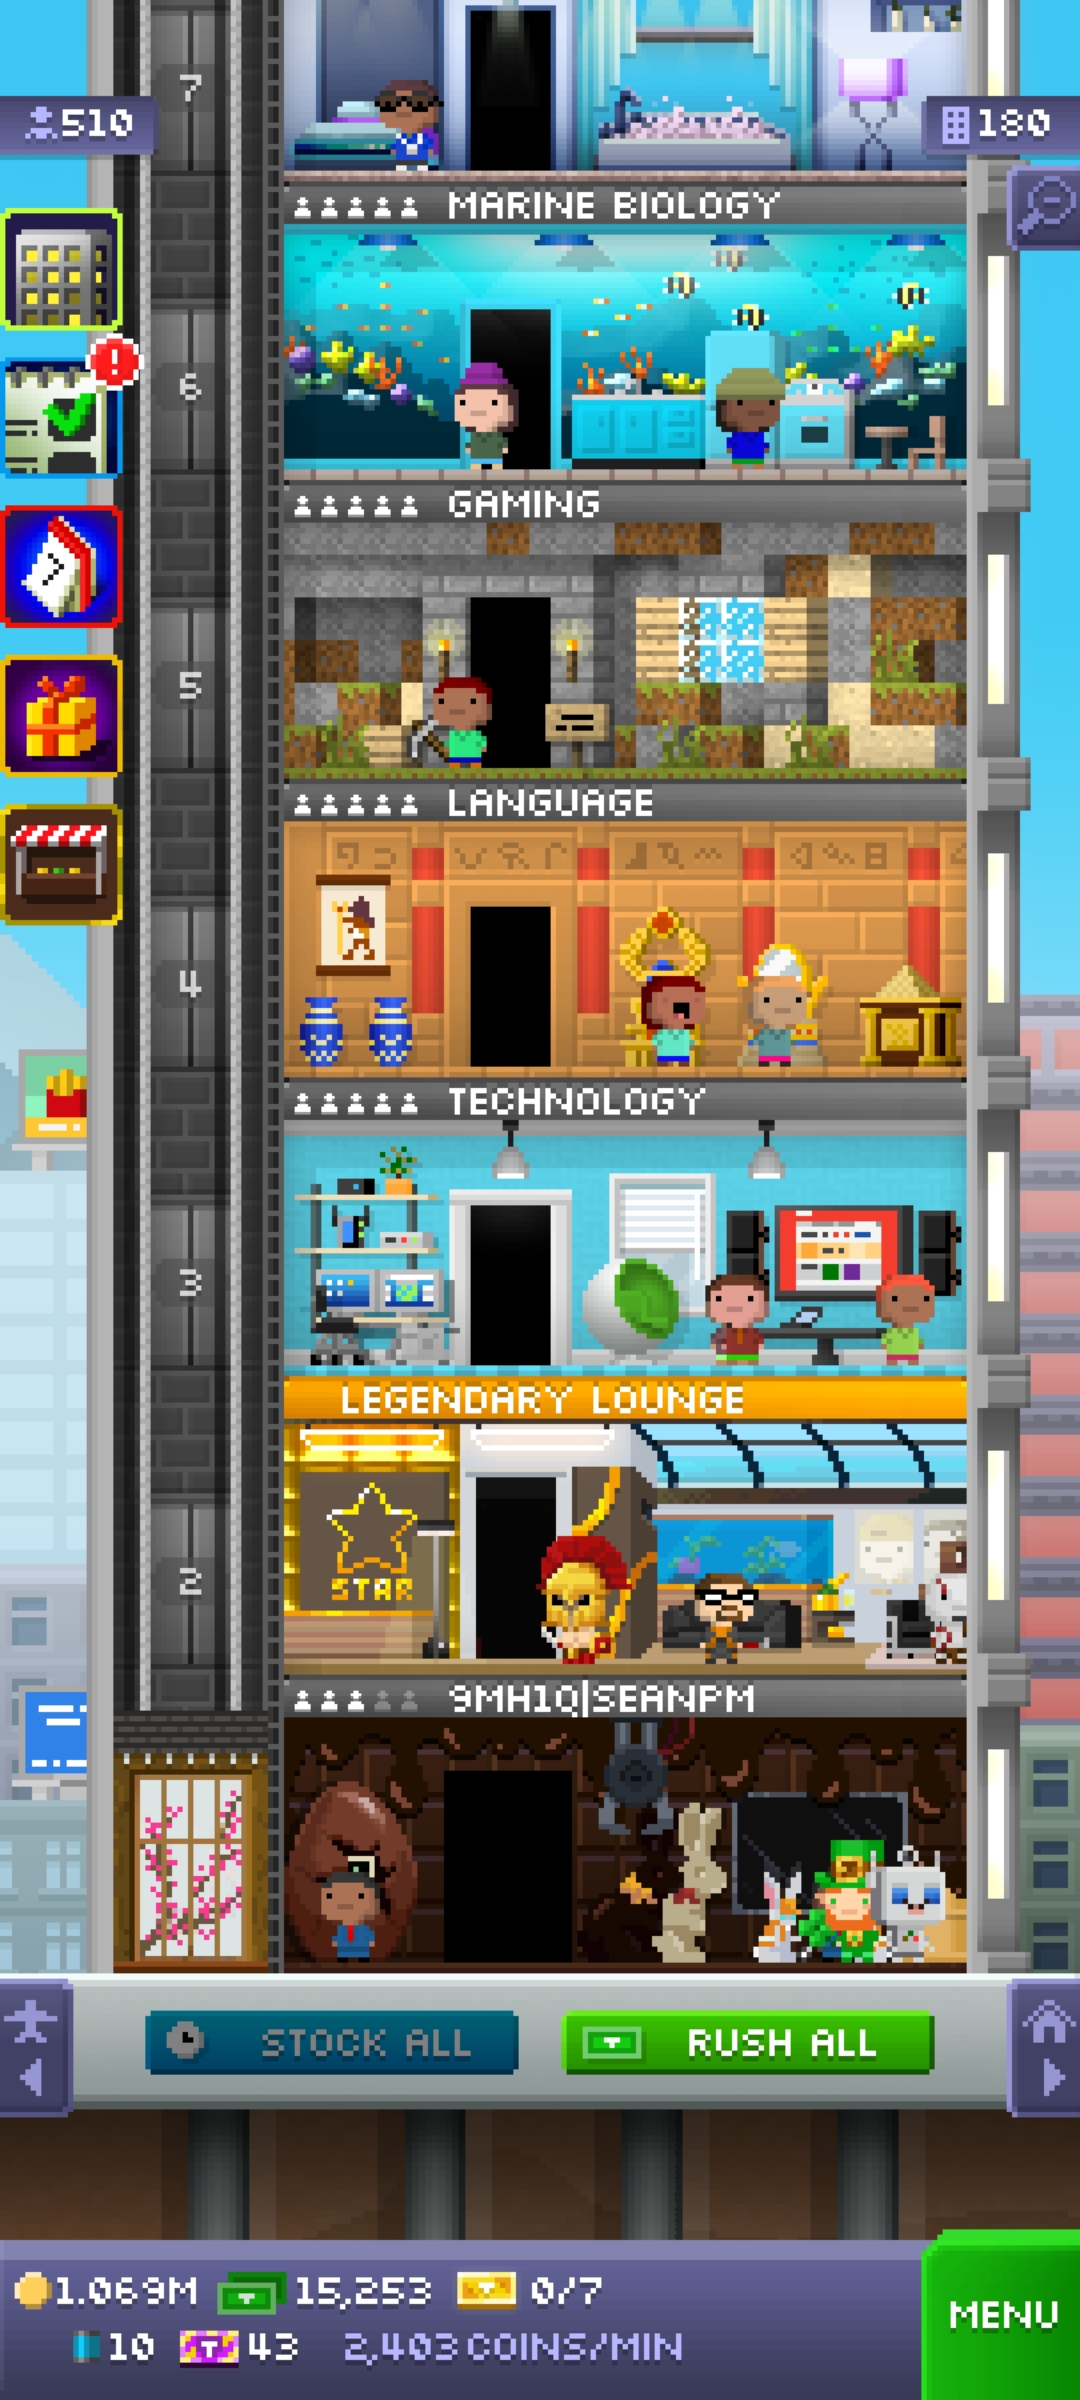 7
510
180
MARINE BIOLOGY
6
GAMING
5
LANGUAGE
4
TECHNOLOGY
3
LEGENDARY LOUNGE
STAR
2
9MH1Q|SEANPM
STOCK ALL
RUSH ALL
1.069M 15,253 0/7
10 43 2,403 COINS/MIN
MENU